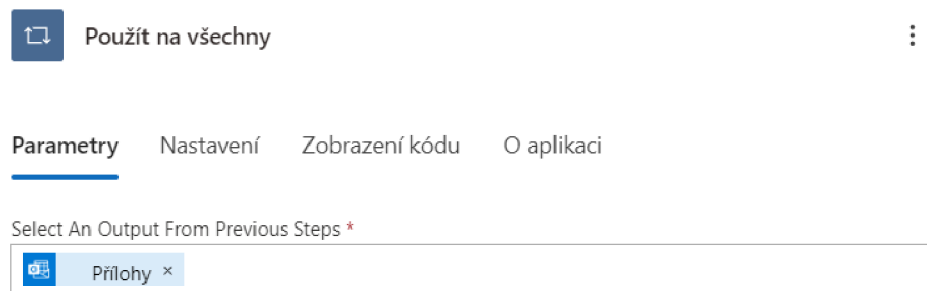 Použít na všechny
Parametry Nastavení Zobrazení kódu O aplikaci
Select An Output From Previous Steps *
Přílohy ×